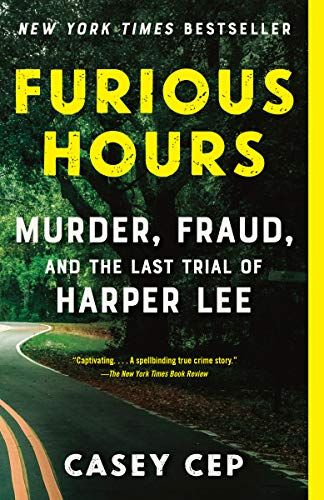 NEW YORK TIMES BESTSELLER
FURIOUS
HOURS
MURDER, FRAUD,
AND THE LAST TRIAL OF
HARPER LEE
"Captivating. . . . A spellbinding true crime story."
—The New York Times Book Review
CASEY CEP